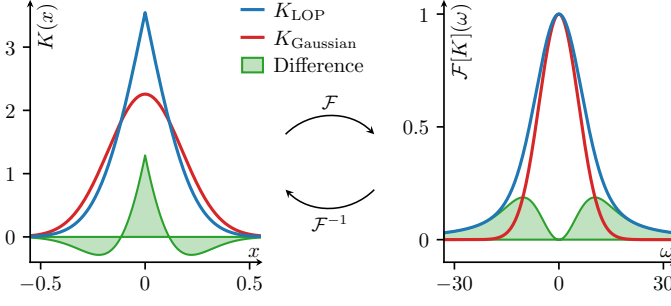 K(x)
3
2
1
0
−0.5
0
0.5
x
K_LOP
K_Gaussian
Difference
ℱ
ℱ⁻¹
ℱ[K](ω)
1
0.5
0
−30
0
30
ω